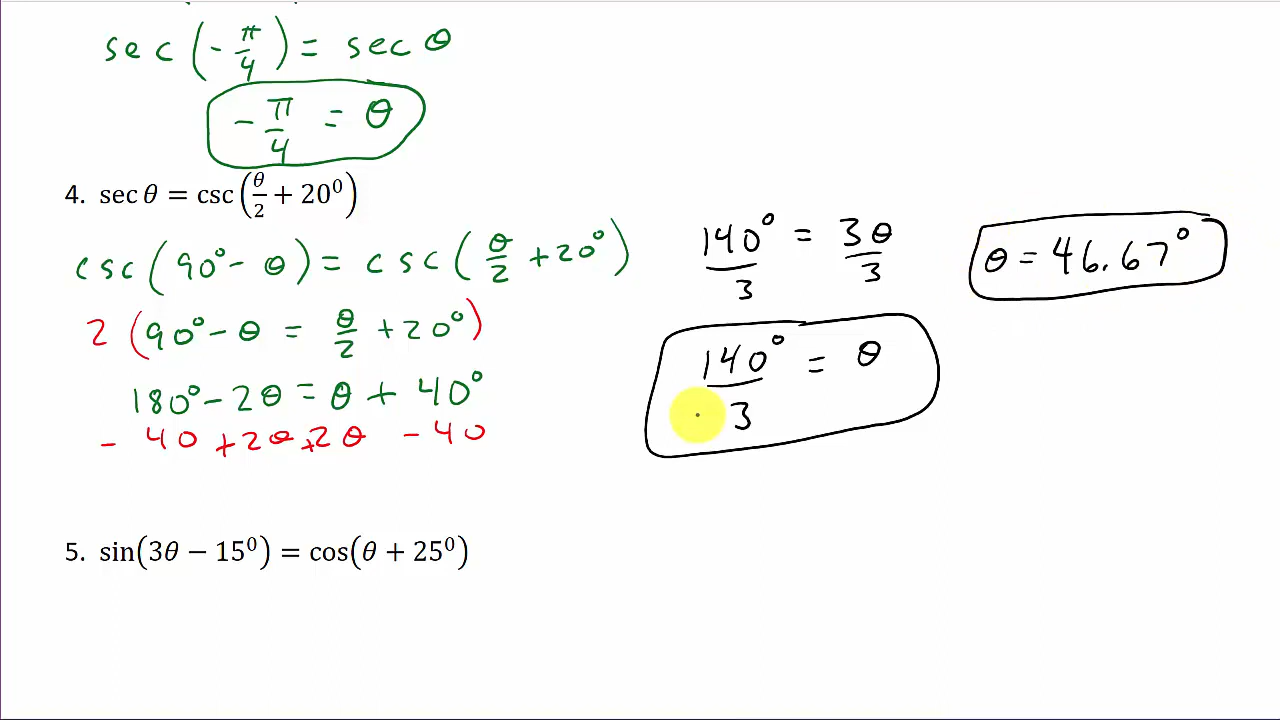 sec(-π/4) = sec θ
-π/4 = θ
4. sec θ = csc(θ/2 + 20⁰)
csc(90° - θ) = csc(θ/2 + 20°)
2(90° - θ = θ/2 + 20°)
180° - 2θ = θ + 40°
- 40 + 2θ + 2θ - 40
140°/3 = 3θ/3
140°/3 = θ
θ = 46.67°
5. sin(3θ − 15⁰) = cos(θ + 25⁰)